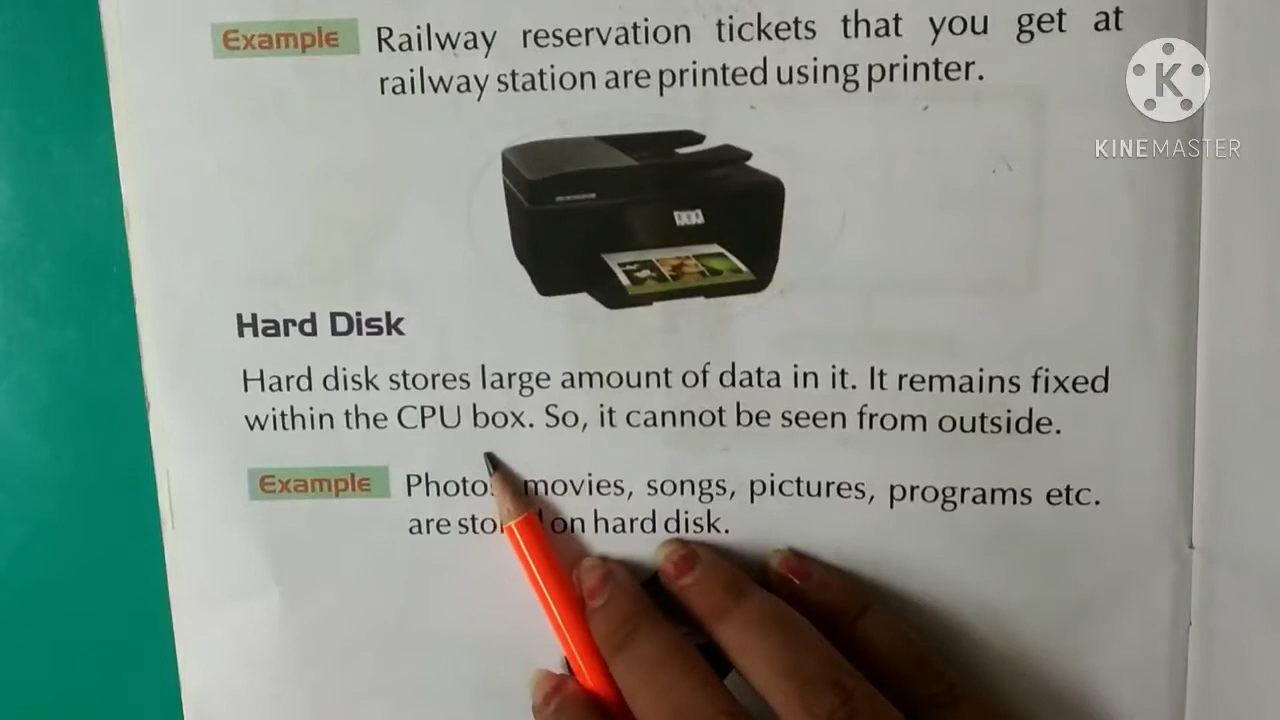 Example Railway reservation tickets that you get at
railway station are printed using printer.
K
KINEMASTER
Hard Disk
Hard disk stores large amount of data in it. It remains fixed
within the CPU box. So, it cannot be seen from outside.
Example movies, songs, pictures, programs etc.
are on hard disk.